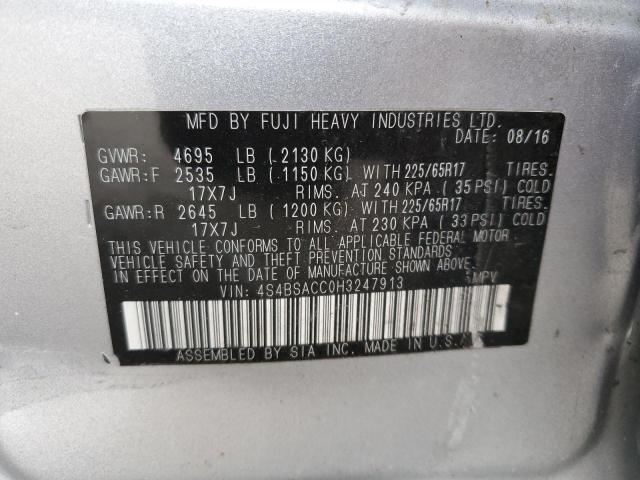 MFD BY FUJI HEAVY INDUSTRIES LTD.
DATE: 08/16
GVWR: 4695 LB ( 2130 KG)
GAWR:F 2535 LB ( 1150 KG) WITH 225/65R17 TIRES.
17X7J RIMS. AT 240 KPA ( 35 PSI) COLD
GAWR:R 2645 LB ( 1200 KG) WITH 225/65R17 TIRES.
17X7J RIMS. AT 230 KPA ( 33 PSI) COLD
THIS VEHICLE CONFORMS TO ALL APPLICABLE FEDERAL MOTOR
VEHICLE SAFETY AND THEFT PREVENTION STANDARDS
IN EFFECT ON THE DATE OF MANUFACTURE SHOWN ABOVE.
VIN: 4S4BSACC0H3247913 MPV
ASSEMBLED BY SIA INC. MADE IN U.S.A